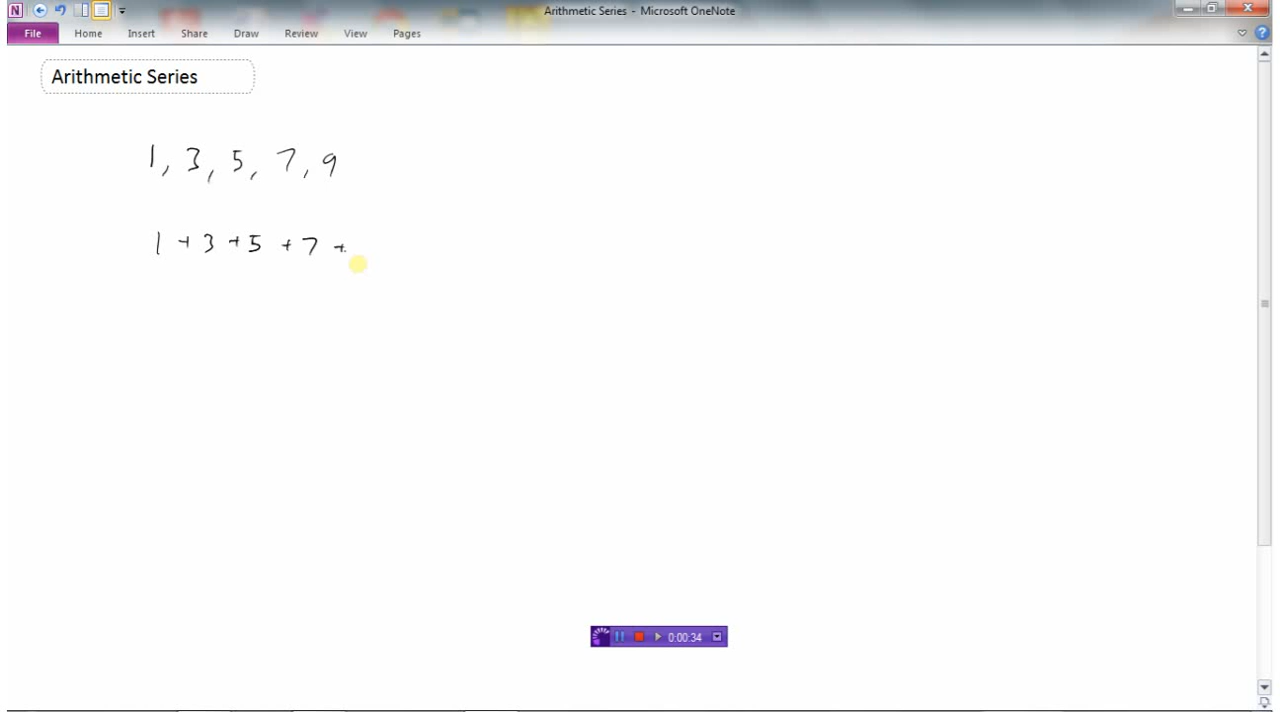 Arithmetic Series - Microsoft OneNote
File Home Insert Share Draw Review View Pages
Arithmetic Series
1, 3, 5, 7, 9
1 + 3 + 5 + 7 +
0:00:34